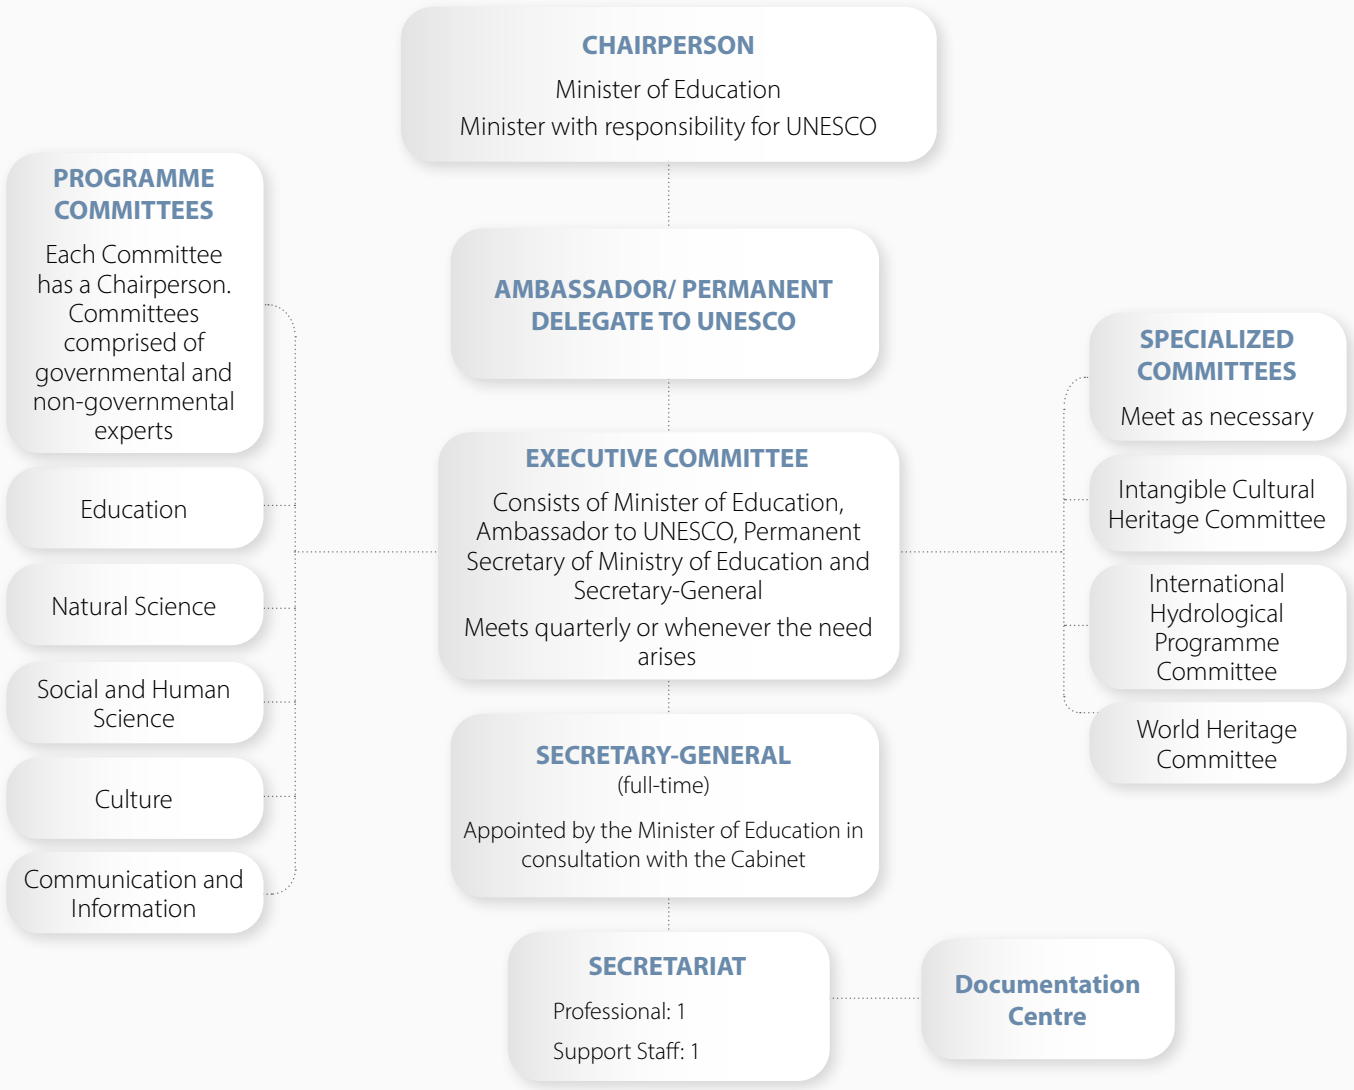 CHAIRPERSON
Minister of Education
Minister with responsibility for UNESCO
PROGRAMME
COMMITTEES
Each Committee
has a Chairperson.
Committees
comprised of
governmental and
non-governmental
experts
Education
Natural Science
Social and Human
Science
Culture
Communication and
Information
AMBASSADOR/ PERMANENT
DELEGATE TO UNESCO
EXECUTIVE COMMITTEE
Consists of Minister of Education,
Ambassador to UNESCO, Permanent
Secretary of Ministry of Education and
Secretary-General
Meets quarterly or whenever the need
arises
SECRETARY-GENERAL
(full-time)
Appointed by the Minister of Education in
consultation with the Cabinet
SECRETARIAT
Professional: 1
Support Staff: 1
Documentation
Centre
SPECIALIZED
COMMITTEES
Meet as necessary
Intangible Cultural
Heritage Committee
International
Hydrological
Programme
Committee
World Heritage
Committee